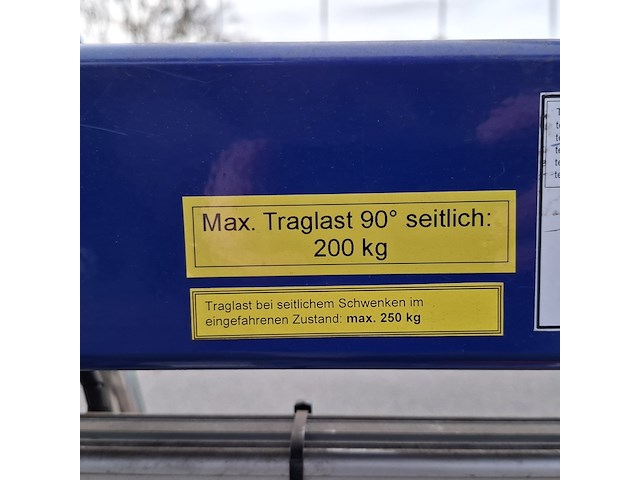 Max. Traglast 90° seitlich:
200 kg
Traglast bei seitlichem Schwenken im
eingefahrenen Zustand: max. 250 kg